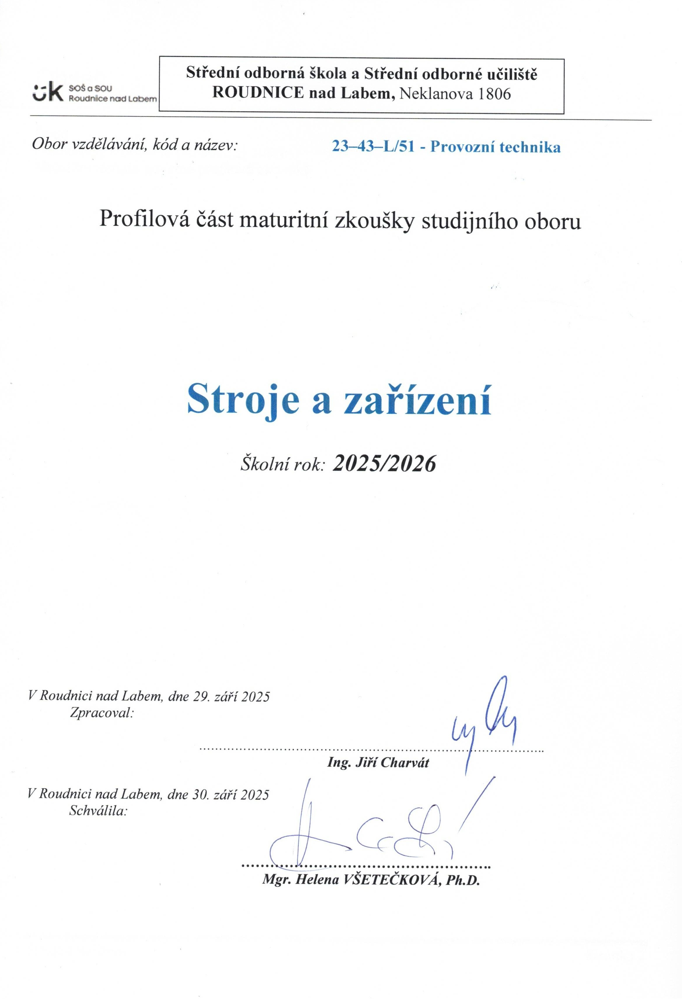 SOŠ a SOU
Roudnice nad Labem
Střední odborná škola a Střední odborné učiliště
ROUDNICE nad Labem, Neklanova 1806
Obor vzdělávání, kód a název: 23–43–L/51 - Provozní technika
Profilová část maturitní zkoušky studijního oboru
Stroje a zařízení
Školní rok: 2025/2026
V Roudnici nad Labem, dne 29. září 2025
Zpracoval:
Ing. Jiří Charvát
V Roudnici nad Labem, dne 30. září 2025
Schválila:
Mgr. Helena VŠETEČKOVÁ, Ph.D.